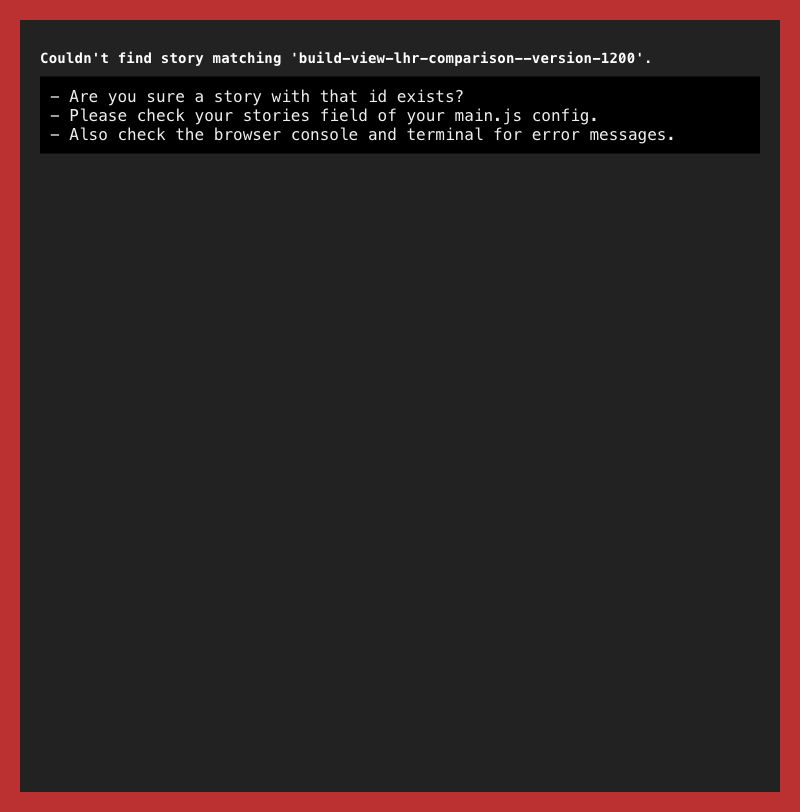 Couldn't find story matching 'build-view-lhr-comparison--version-1200'.
– Are you sure a story with that id exists?
– Please check your stories field of your main.js config.
– Also check the browser console and terminal for error messages.